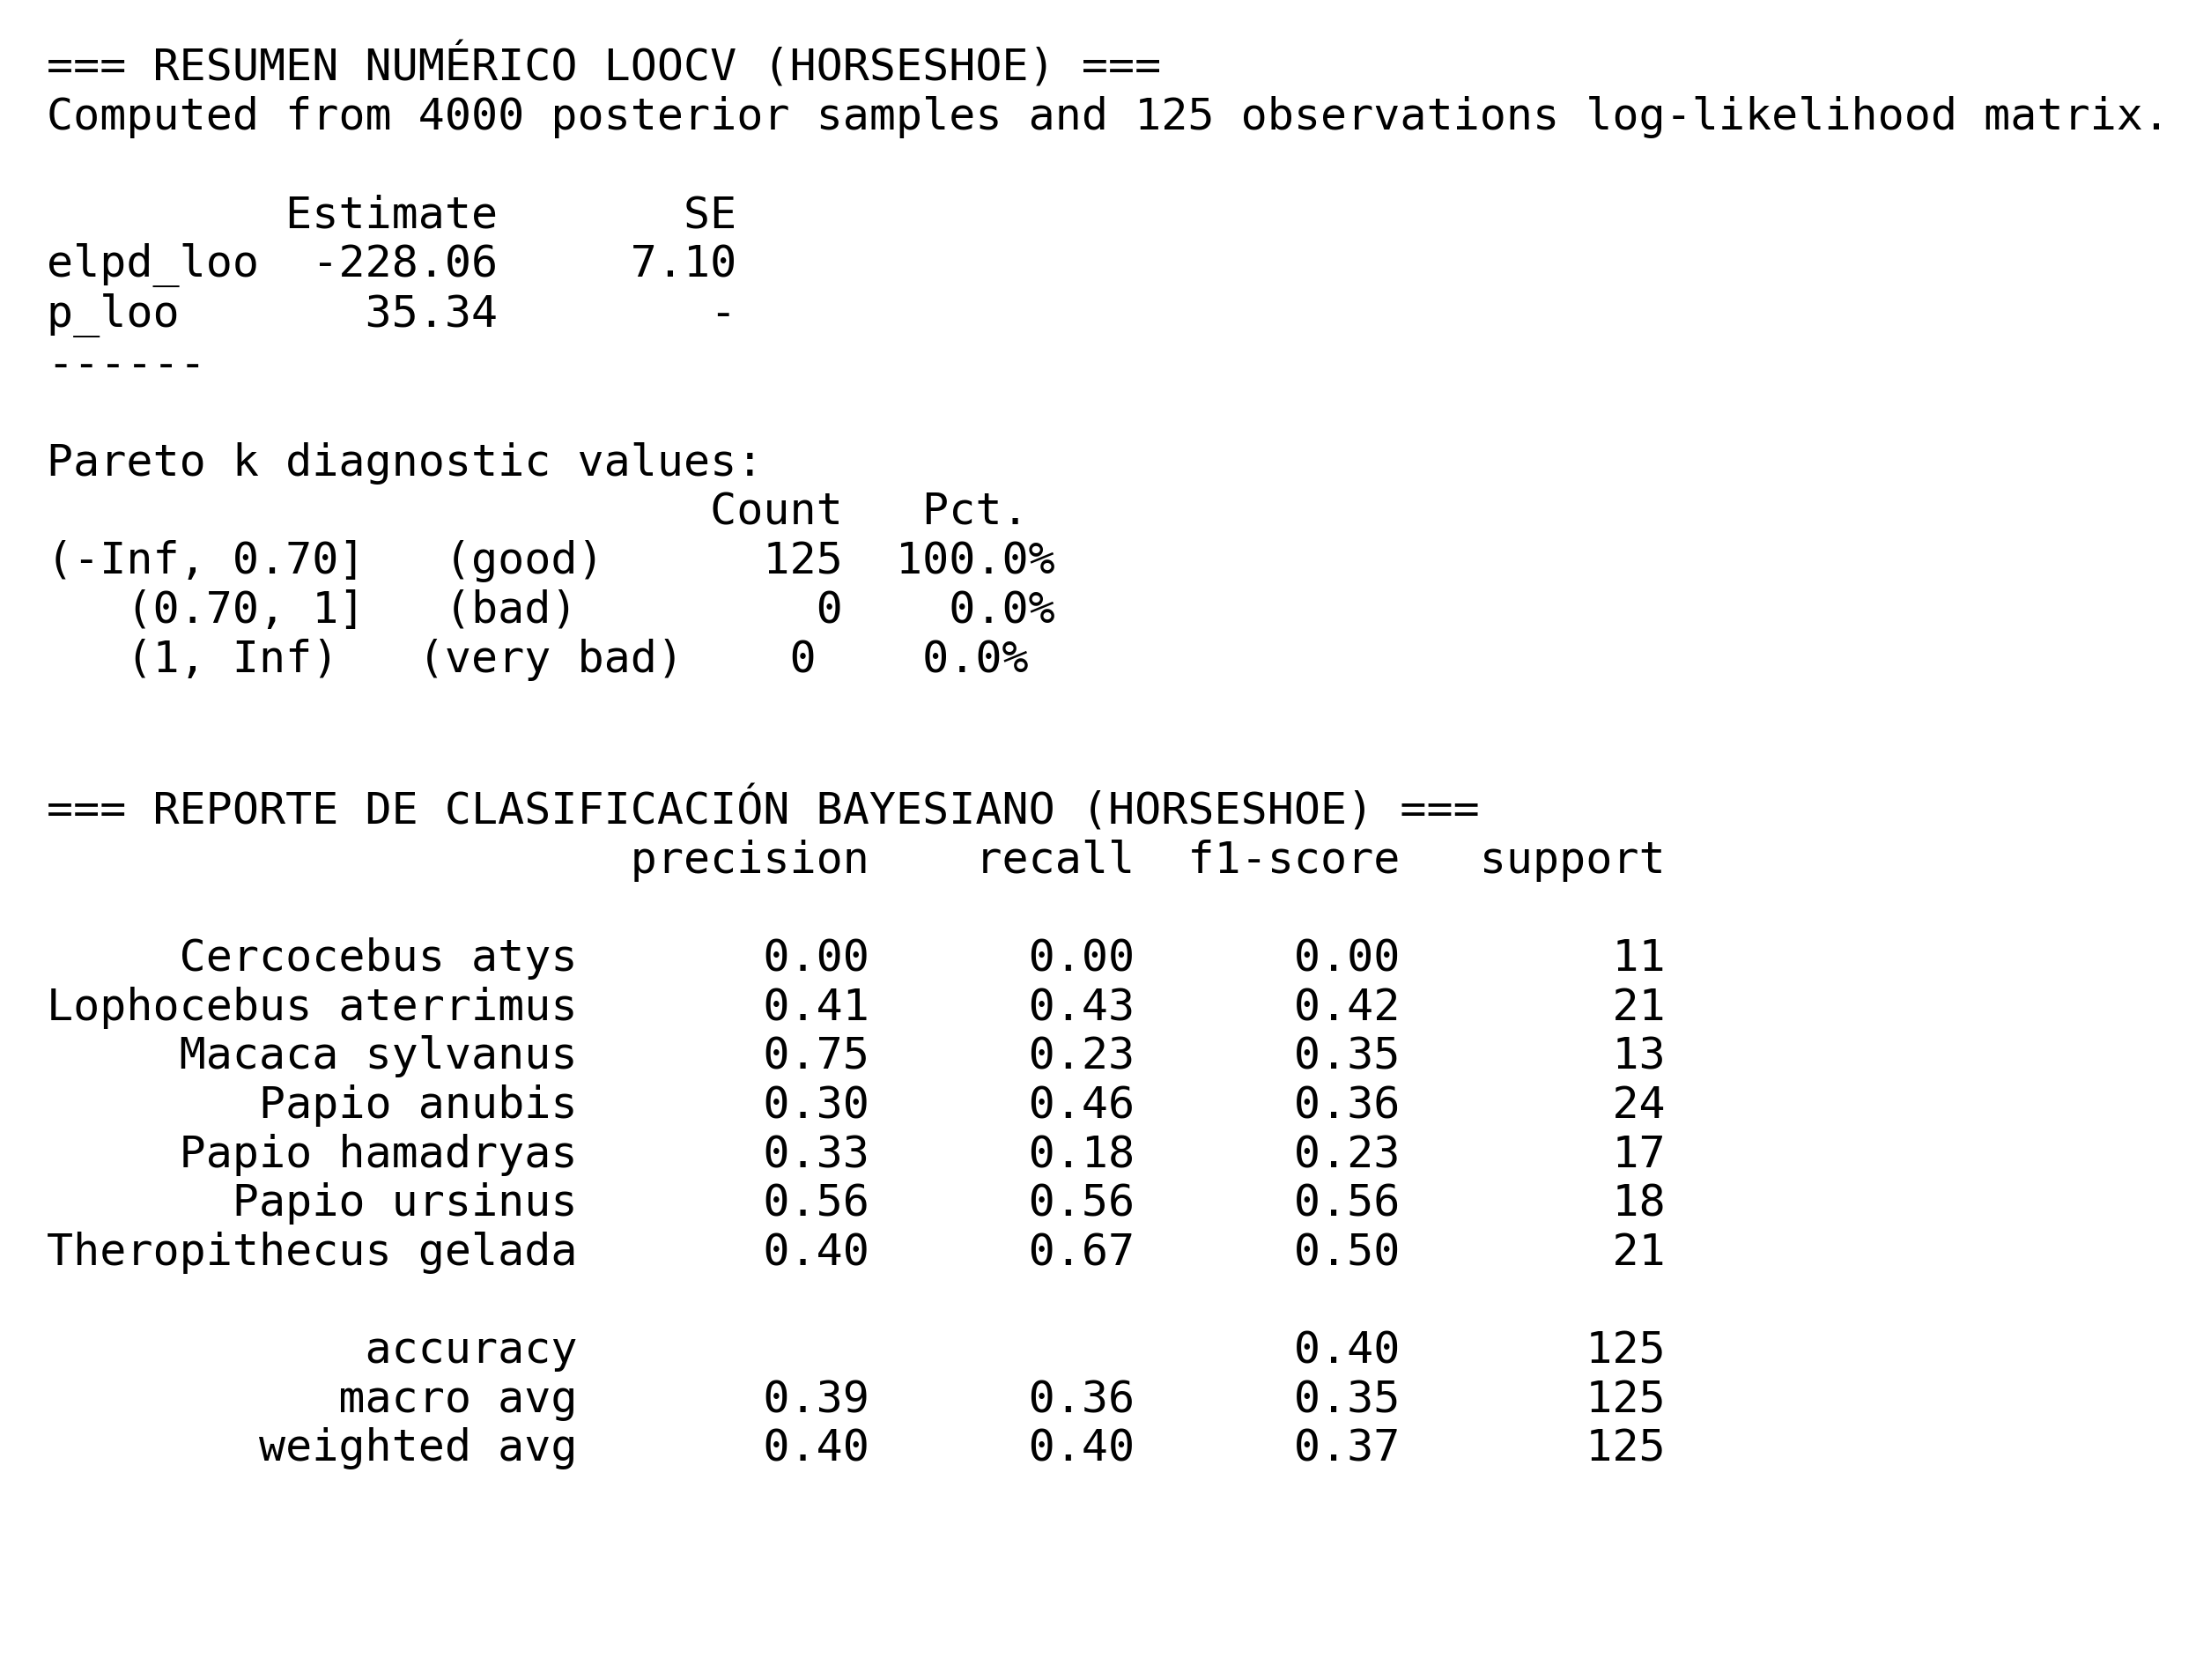 === RESUMEN NUMÉRICO LOOCV (HORSESHOE) ===
Computed from 4000 posterior samples and 125 observations log-likelihood matrix.
         Estimate       SE
elpd_loo  -228.06     7.10
p_loo       35.34        -
------
Pareto k diagnostic values:
                         Count   Pct.
(-Inf, 0.70]   (good)      125  100.0%
   (0.70, 1]   (bad)         0    0.0%
   (1, Inf)   (very bad)    0    0.0%
=== REPORTE DE CLASIFICACIÓN BAYESIANO (HORSESHOE) ===
                      precision    recall  f1-score   support
     Cercocebus atys       0.00      0.00      0.00        11
Lophocebus aterrimus       0.41      0.43      0.42        21
     Macaca sylvanus       0.75      0.23      0.35        13
        Papio anubis       0.30      0.46      0.36        24
     Papio hamadryas       0.33      0.18      0.23        17
       Papio ursinus       0.56      0.56      0.56        18
Theropithecus gelada       0.40      0.67      0.50        21
            accuracy                           0.40       125
           macro avg       0.39      0.36      0.35       125
        weighted avg       0.40      0.40      0.37       125